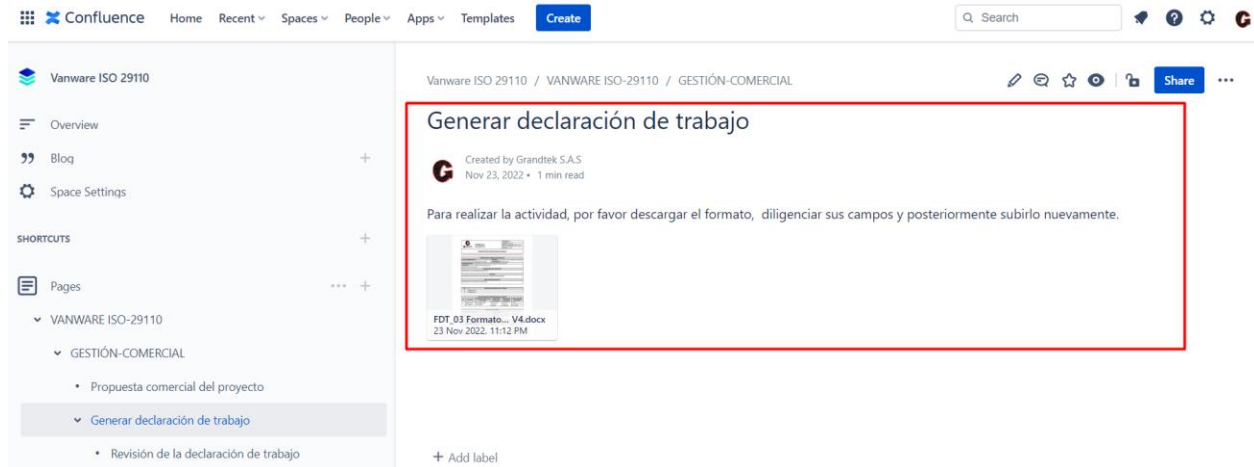 Confluence Home Recent Spaces People Apps Templates Create Search
Vanware ISO 29110
Overview
Blog
Space Settings
SHORTCUTS
Pages
VANWARE ISO-29110
GESTIÓN-COMERCIAL
Propuesta comercial del proyecto
Generar declaración de trabajo
Revisión de la declaración de trabajo
Vanware ISO 29110 / VANWARE ISO-29110 / GESTIÓN-COMERCIAL Share
Generar declaración de trabajo
Created by Grandtek S.A.S
Nov 23, 2022 • 1 min read
Para realizar la actividad, por favor descargar el formato, diligenciar sus campos y posteriormente subirlo nuevamente.
FDT_03 Formato... V4.docx
23 Nov 2022, 11:12 PM
Add label